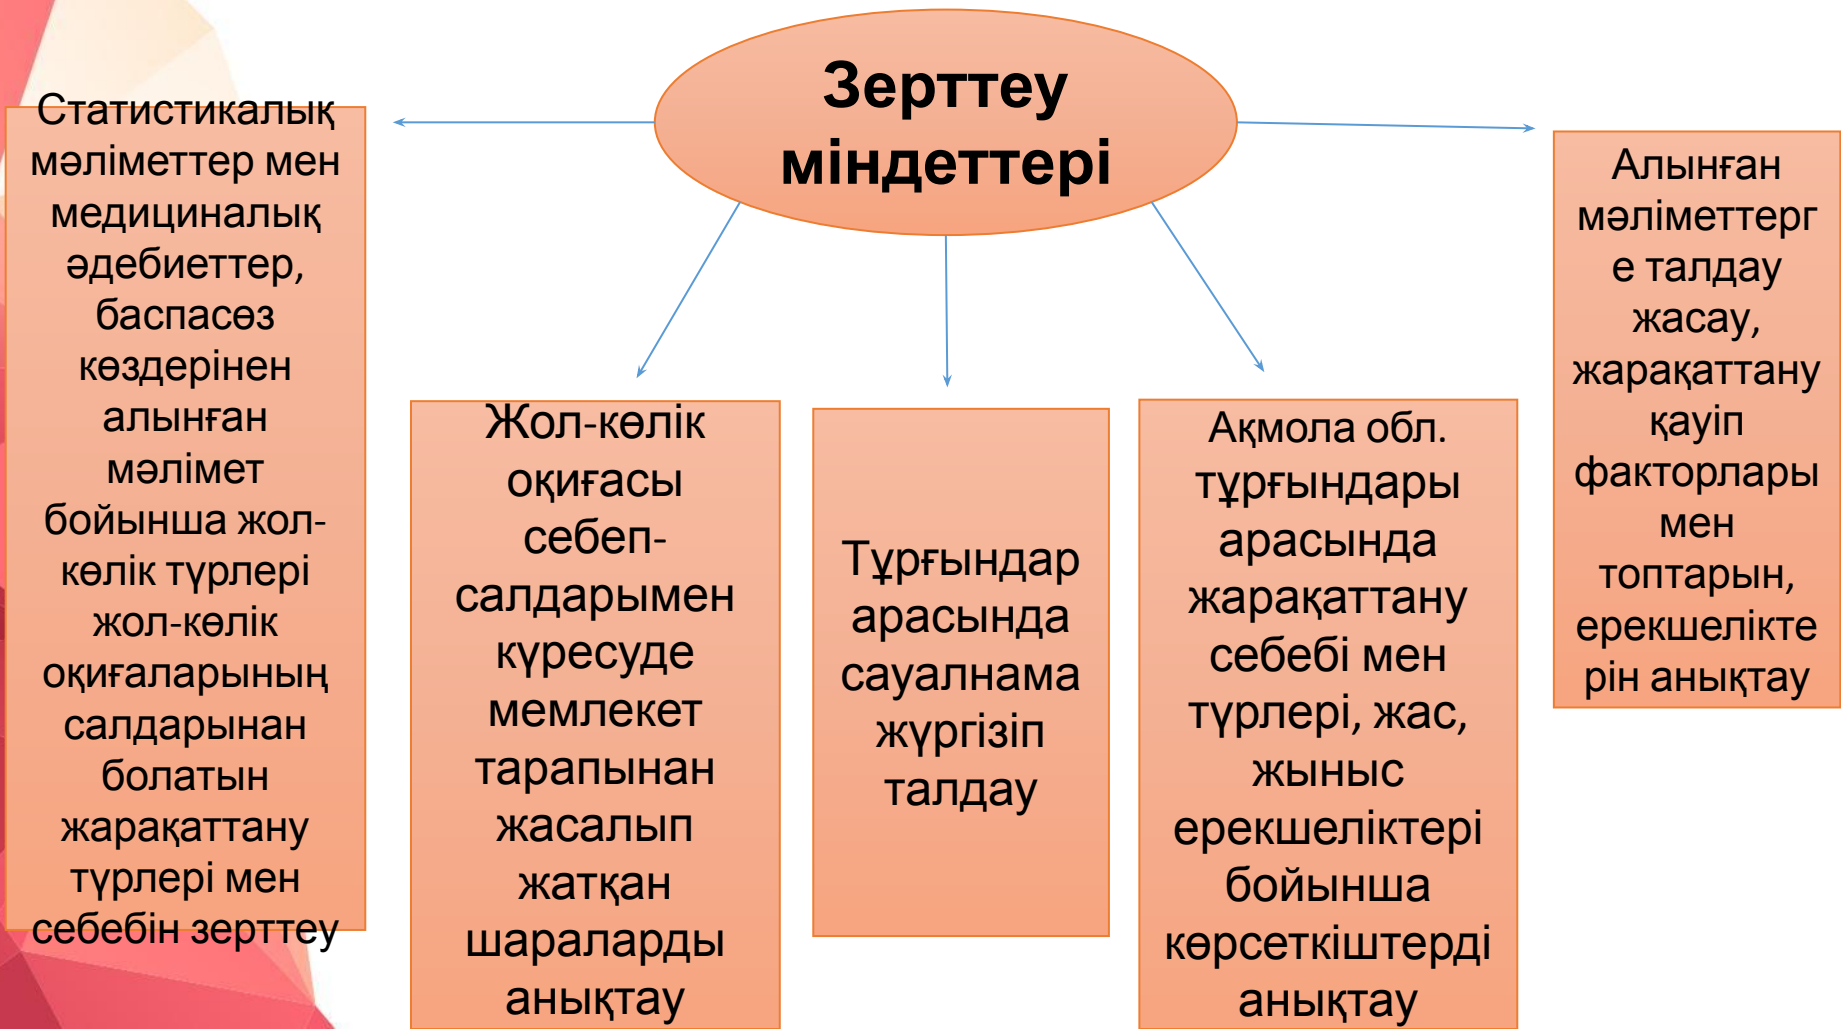 Зерттеу
міндеттері
Статистикалық
мәліметтер мен
медициналық
әдебиеттер,
баспасөз
көздерінен
алынған
мәлімет
бойынша жол-
көлік түрлері
жол-көлік
оқиғаларының
салдарынан
болатын
жарақаттану
түрлері мен
себебін зерттеу
Жол-көлік
оқиғасы
себеп-
салдарымен
күресуде
мемлекет
тарапынан
жасалып
жатқан
шараларды
анықтау
Тұрғындар
арасында
сауалнама
жүргізіп
талдау
Ақмола обл.
тұрғындары
арасында
жарақаттану
себебі мен
түрлері, жас,
жыныс
ерекшеліктері
бойынша
көрсеткіштерді
анықтау
Алынған
мәліметтерг
е талдау
жасау,
жарақаттану
қауіп
факторлары
мен
топтарын,
ерекшелікте
рін анықтау